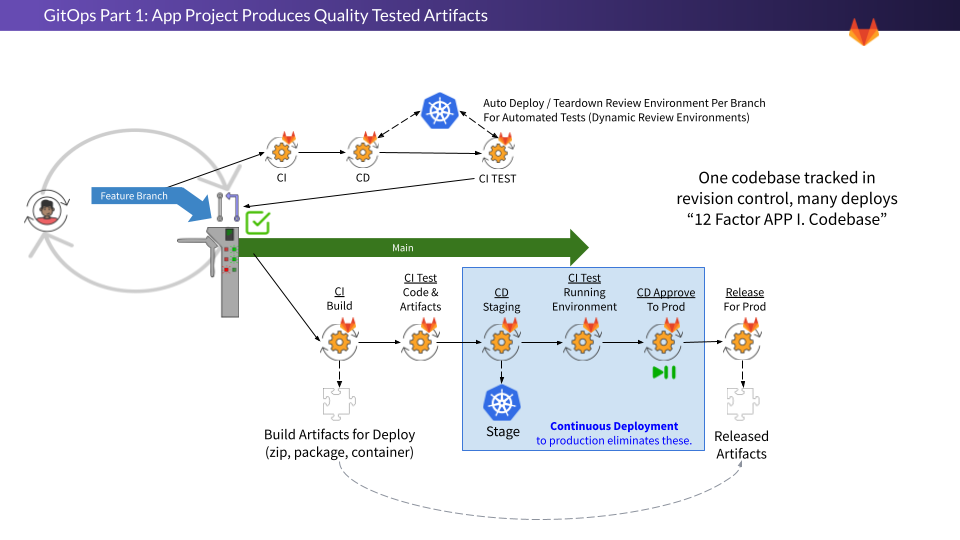 GitOps Part 1: App Project Produces Quality Tested Artifacts
Auto Deploy / Teardown Review Environment Per Branch
For Automated Tests (Dynamic Review Environments)
CI
CD
CI TEST
One codebase tracked in
revision control, many deploys
“12 Factor APP I. Codebase”
Feature Branch
Main
CI
Build
CI Test
Code &
Artifacts
CD
Staging
CI Test
Running
Environment
CD Approve
To Prod
Release
For Prod
Build Artifacts for Deploy
(zip, package, container)
Stage
Continuous Deployment
to production eliminates these.
Released
Artifacts